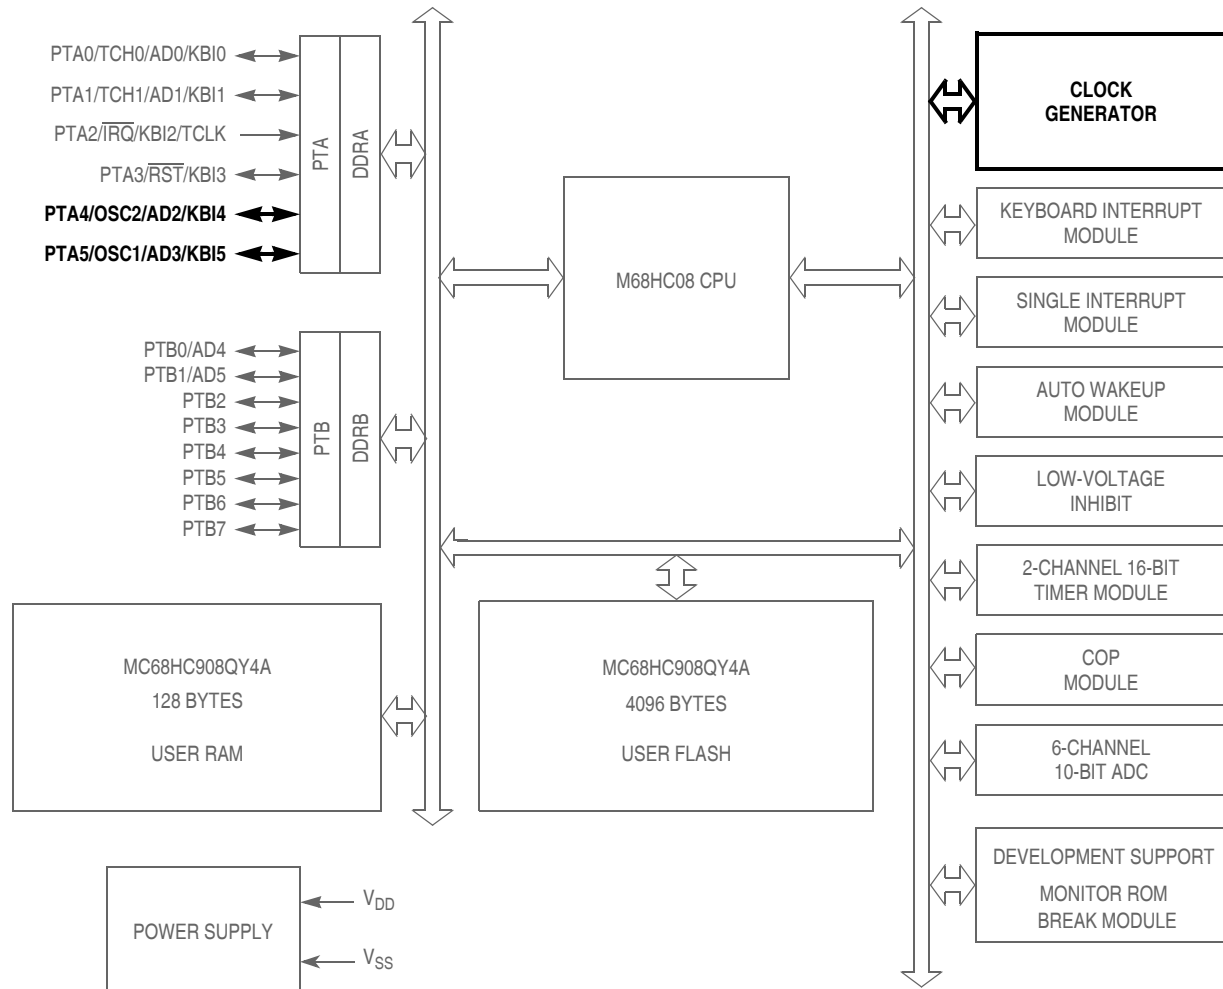 PTA0/TCH0/AD0/KBI0
PTA1/TCH1/AD1/KBI1
PTA2/IRQ/KBI2/TCLK
PTA3/RST/KBI3
PTA4/OSC2/AD2/KBI4
PTA5/OSC1/AD3/KBI5
PTA
DDRA
PTB0/AD4
PTB1/AD5
PTB2
PTB3
PTB4
PTB5
PTB6
PTB7
PTB
DDRB
M68HC08 CPU
MC68HC908QY4A
128 BYTES
USER RAM
MC68HC908QY4A
4096 BYTES
USER FLASH
POWER SUPPLY
VDD
VSS
CLOCK
GENERATOR
KEYBOARD INTERRUPT
MODULE
SINGLE INTERRUPT
MODULE
AUTO WAKEUP
MODULE
LOW-VOLTAGE
INHIBIT
2-CHANNEL 16-BIT
TIMER MODULE
COP
MODULE
6-CHANNEL
10-BIT ADC
DEVELOPMENT SUPPORT
MONITOR ROM
BREAK MODULE